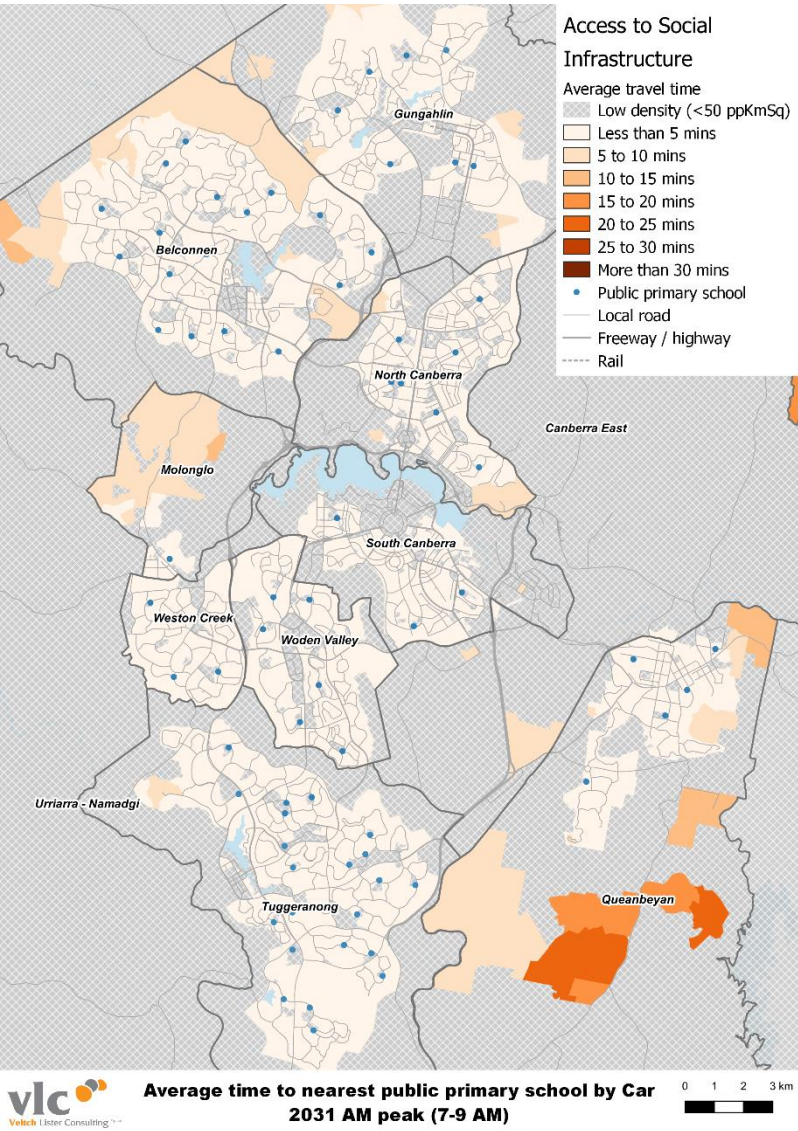 Access to Social
Infrastructure
Average travel time
Low density (<50 ppKmSq)
Less than 5 mins
5 to 10 mins
10 to 15 mins
15 to 20 mins
20 to 25 mins
25 to 30 mins
More than 30 mins
Public primary school
Local road
Freeway / highway
Rail
Gungahlin
Belconnen
North Canberra
Canberra East
Molonglo
South Canberra
Weston Creek
Woden Valley
Urriarra - Namadgi
Queanbeyan
Tuggeranong
vlc
Veitch Lister Consulting
Average time to nearest public primary school by Car
2031 AM peak (7-9 AM)
0 1 2 3 km